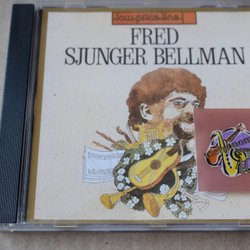 low-price-line
FRED
SJUNGER BELLMAN